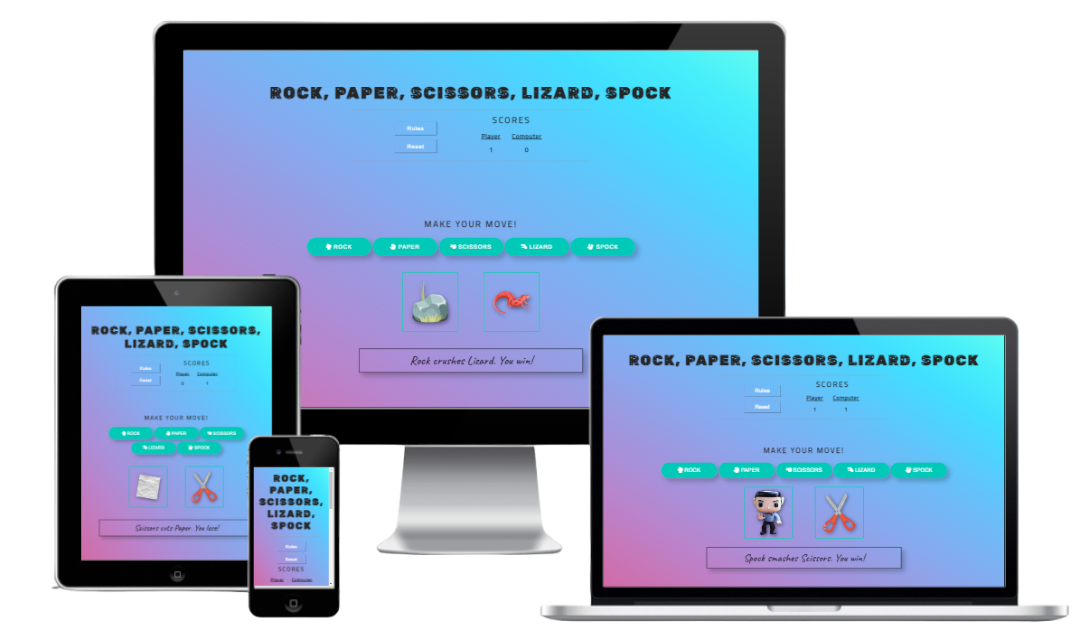 ROCK, PAPER, SCISSORS, LIZARD, SPOCK
SCORES
Rules
Player Computer
Reset
1 0
MAKE YOUR MOVE!
ROCK PAPER SCISSORS LIZARD SPOCK
Rock crushes Lizard. You win!
ROCK, PAPER, SCISSORS,
LIZARD, SPOCK
SCORES
Rules
Player Computer
Reset
0 1
MAKE YOUR MOVE!
ROCK PAPER SCISSORS
LIZARD SPOCK
Scissors cuts Paper. You lose!
ROCK,
PAPER,
SCISSORS,
LIZARD,
SPOCK
Rules
Reset
SCORES
Player Computer
ROCK, PAPER, SCISSORS, LIZARD, SPOCK
SCORES
Rules
Player Computer
Reset
1 1
MAKE YOUR MOVE!
ROCK PAPER SCISSORS LIZARD SPOCK
Spock smashes Scissors. You win!